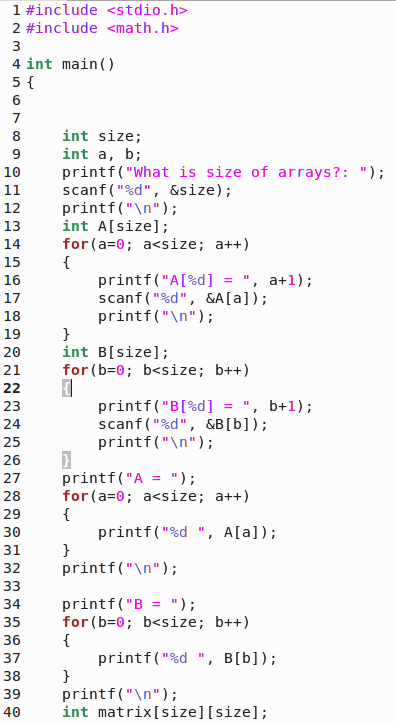 1 #include <stdio.h>
2 #include <math.h>
3
4 int main()
5 {
6
7
8     int size;
9     int a, b;
10     printf("What is size of arrays?: ");
11     scanf("%d", &size);
12     printf("\n");
13     int A[size];
14     for(a=0; a<size; a++)
15     {
16         printf("A[%d] = ", a+1);
17         scanf("%d", &A[a]);
18         printf("\n");
19     }
20     int B[size];
21     for(b=0; b<size; b++)
22     {
23         printf("B[%d] = ", b+1);
24         scanf("%d", &B[b]);
25         printf("\n");
26     }
27     printf("A = ");
28     for(a=0; a<size; a++)
29     {
30         printf("%d ", A[a]);
31     }
32     printf("\n");
33
34     printf("B = ");
35     for(b=0; b<size; b++)
36     {
37         printf("%d ", B[b]);
38     }
39     printf("\n");
40     int matrix[size][size];